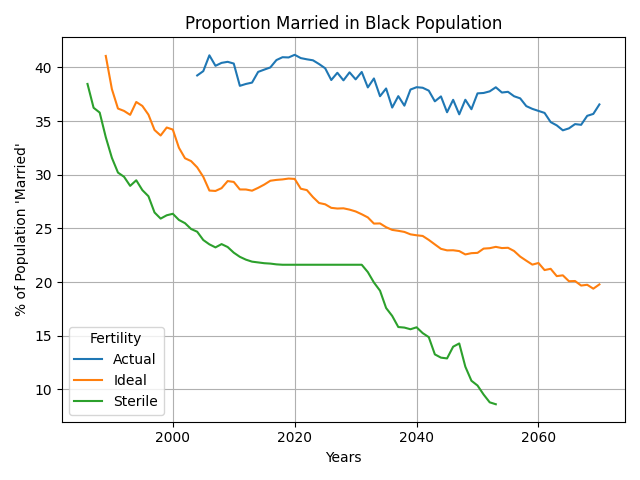 Proportion Married in Black Population
% of Population 'Married'
40
35
30
25
20
15
10
Fertility
Actual
Ideal
Sterile
2000
2020
2040
2060
Years